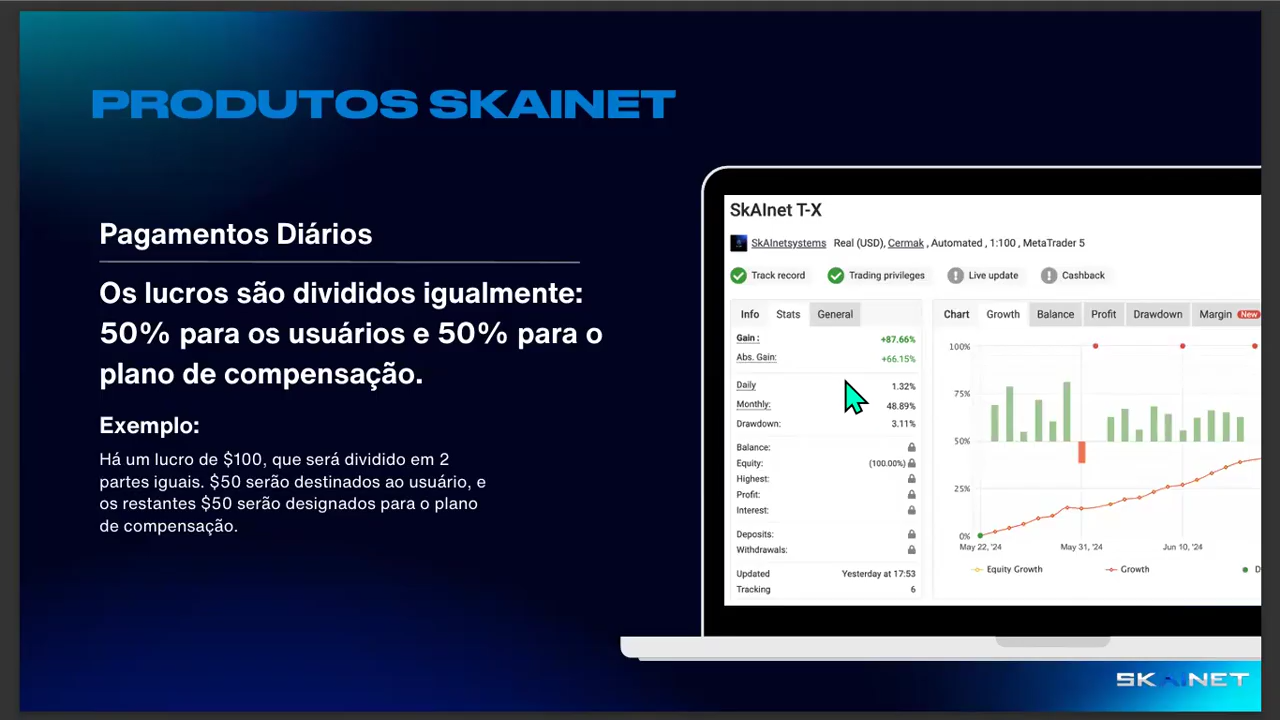 PRODUTOS SKAINET
Pagamentos Diários
Os lucros são divididos igualmente:
50% para os usuários e 50% para o
plano de compensação.
Exemplo:
Há um lucro de $100, que será dividido em 2
partes iguais. $50 serão destinados ao usuário, e
os restantes $50 serão designados para o plano
de compensação.
SkAInet T-X
SkAInetsystems Real (USD), Cermak , Automated , 1:100 , MetaTrader 5
Track record Trading privileges Live update Cashback
Info Stats General
Gain : +87.66%
Abs. Gain: +66.15%
Daily 1.32%
Monthly: 48.89%
Drawdown: 3.11%
Balance:
Equity: (100.00%)
Highest:
Profit:
Interest:
Deposits:
Withdrawals:
Updated Yesterday at 17:53
Tracking 6
Chart Growth Balance Profit Drawdown Margin New
100%
75%
50%
25%
0%
May 22, '24 May 31, '24 Jun 10, '24
Equity Growth Growth
SKAINET